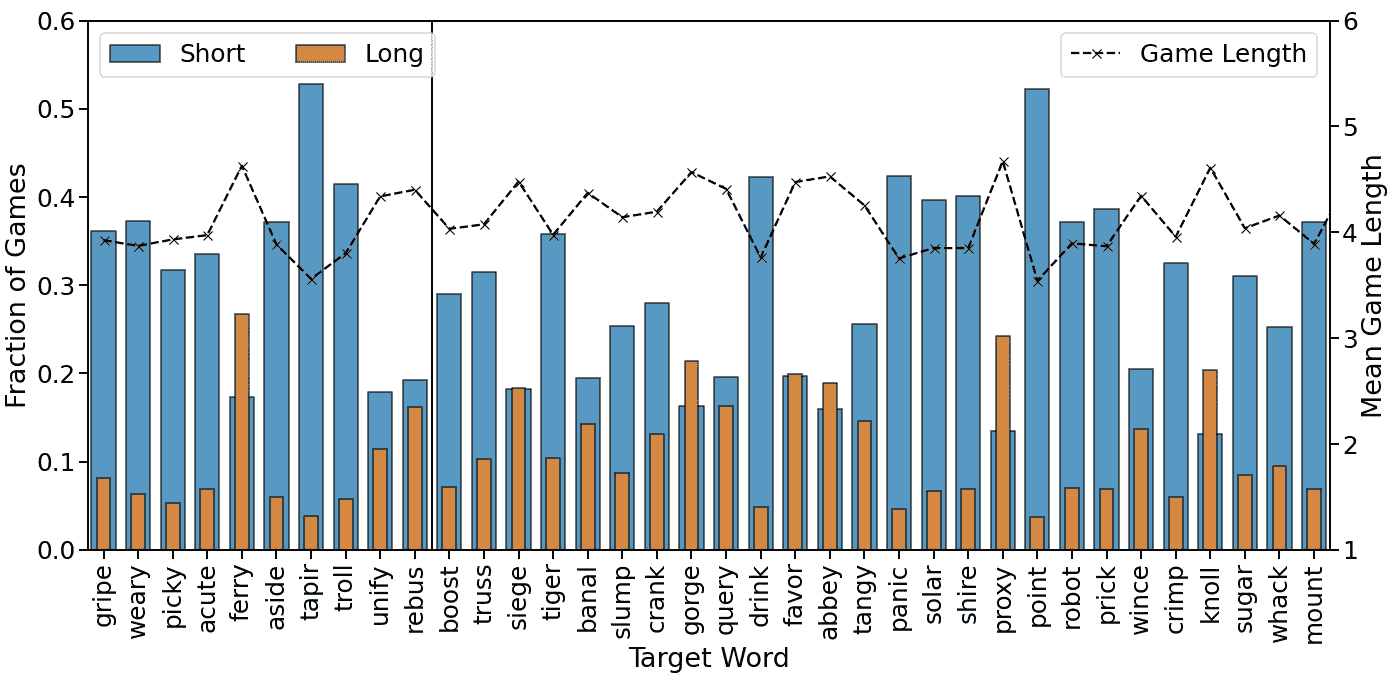 Short Long Game Length
Fraction of Games
0.6
0.5
0.4
0.3
0.2
0.1
0.0
6
5
4
3
2
1
Mean Game Length
gripe weary picky acute ferry aside tapir troll unify rebus boost truss siege tiger banal slump crank gorge query drink favor abbey tangy panic solar shire proxy point robot prick wince crimp knoll sugar whack mount
Target Word